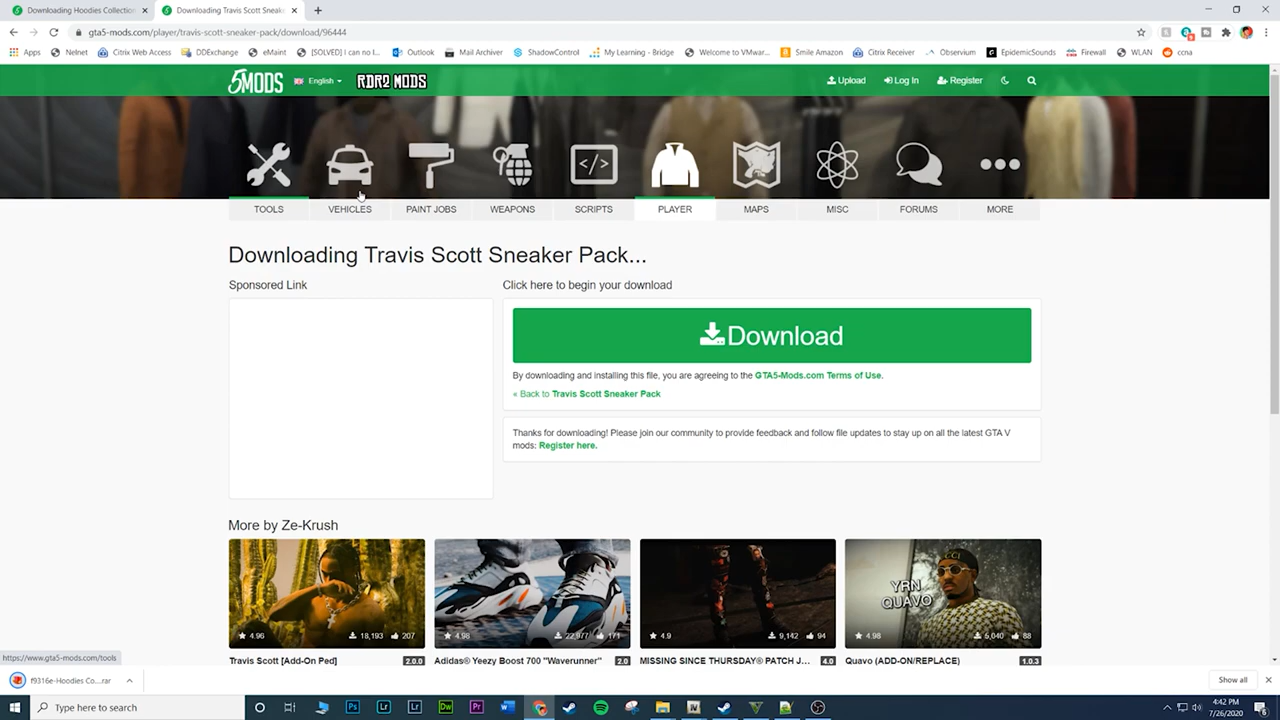 Downloading Hoodies Collection
Downloading Travis Scott Sneake
gta5-mods.com/player/travis-scott-sneaker-pack/download/96444
Apps Nelnet Citrix Web Access DDExchange eMaint [SOLVED] I can no l... Outlook Mail Archiver ShadowControl My Learning - Bridge Welcome to VMwar... Smile Amazon Citrix Receiver Observium EpidemicSounds Firewall WLAN ccna
5MODS English RDR2 MODS Upload Log In Register
TOOLS VEHICLES PAINT JOBS WEAPONS SCRIPTS PLAYER MAPS MISC FORUMS MORE
Downloading Travis Scott Sneaker Pack...
Sponsored Link
Click here to begin your download
Download
By downloading and installing this file, you are agreeing to the GTA5-Mods.com Terms of Use.
« Back to Travis Scott Sneaker Pack
Thanks for downloading! Please join our community to provide feedback and follow file updates to stay up on all the latest GTA V
mods: Register here.
More by Ze-Krush
YRN
QUAVO
4.96 18,193 207
4.98 22,977 171
4.9 9,142 94
4.98 5,040 88
Travis Scott [Add-On Ped] 2.0.0
Adidas® Yeezy Boost 700 "Waverunner" 2.0
MISSING SINCE THURSDAY® PATCH J... 4.0
Quavo (ADD-ON/REPLACE) 1.0.3
https://www.gta5-mods.com/tools
f9316e-Hoodies Co....rar
Show all
Type here to search
4:42 PM
7/26/2020